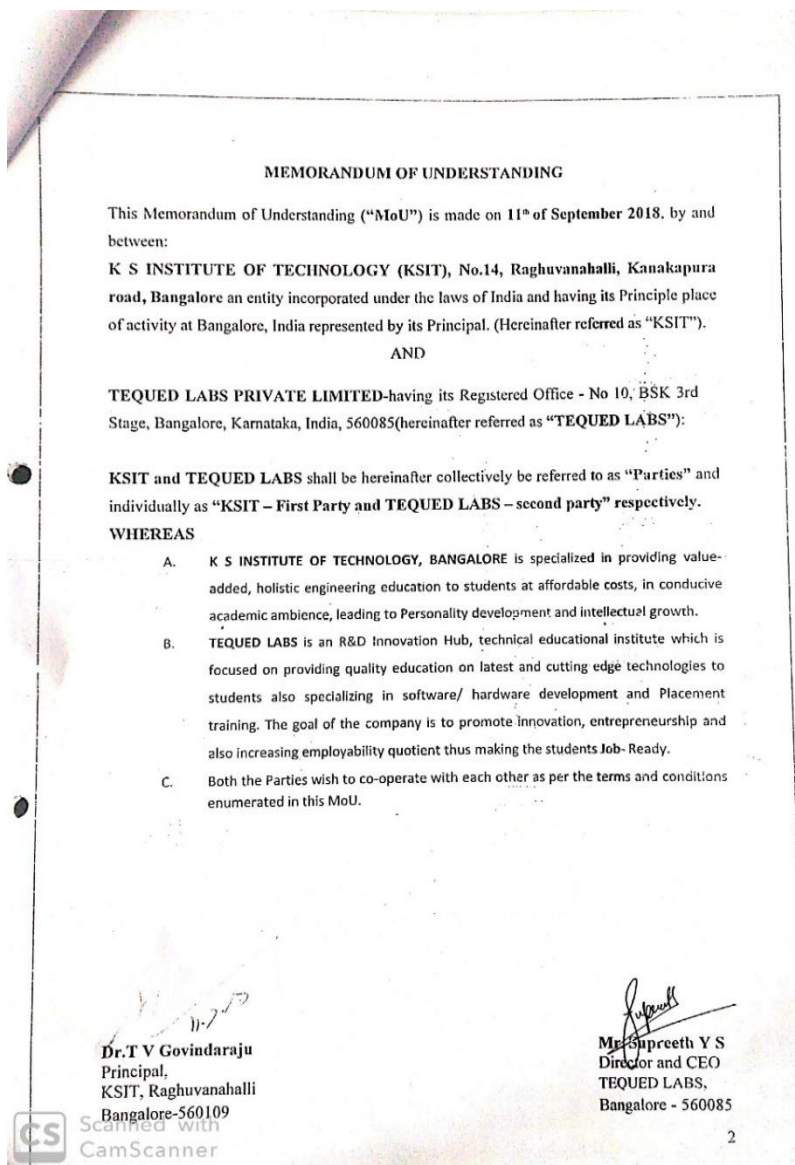 MEMORANDUM OF UNDERSTANDING
This Memorandum of Understanding (“MoU”) is made on 11th of September 2018. by and
between:
K S INSTITUTE OF TECHNOLOGY (KSIT), No.14, Raghuvanahalli, Kanakapura
road, Bangalore an entity incorporated under the laws of India and having its Principle place
of activity at Bangalore, India represented by its Principal. (Hereinafter referred as “KSIT”).
AND
TEQUED LABS PRIVATE LIMITED-having its Registered Office - No 10, BSK 3rd
Stage, Bangalore, Karnataka, India, 560085(hereinafter referred as “TEQUED LABS”):
KSIT and TEQUED LABS shall be hereinafter collectively be referred to as “Parties” and
individually as “KSIT – First Party and TEQUED LABS – second party” respectively.
WHEREAS
A. K S INSTITUTE OF TECHNOLOGY, BANGALORE is specialized in providing value-
added, holistic engineering education to students at affordable costs, in conducive
academic ambience, leading to Personality development and intellectual growth.
B. TEQUED LABS is an R&D Innovation Hub, technical educational institute which is
focused on providing quality education on latest and cutting edge technologies to
students also specializing in software/ hardware development and Placement
training. The goal of the company is to promote innovation, entrepreneurship and
also increasing employability quotient thus making the students Job- Ready.
C. Both the Parties wish to co-operate with each other as per the terms and conditions
enumerated in this MoU.
Dr.T V Govindaraju
Principal,
KSIT, Raghuvanahalli
Bangalore-560109
Mr Supreeth Y S
Director and CEO
TEQUED LABS,
Bangalore - 560085
CS Scanned with
CamScanner
2